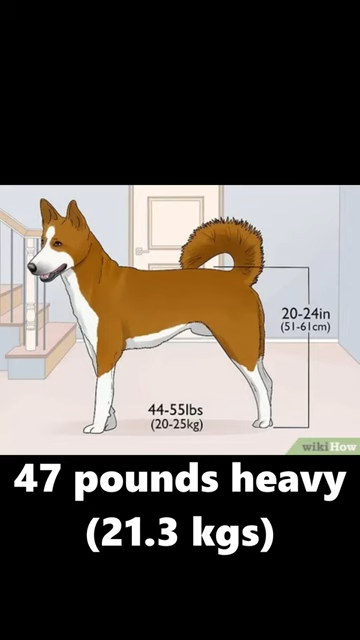 20-24in
(51-61cm)
44-55lbs
(20-25kg)
wikiHow
47 pounds heavy
(21.3 kgs)